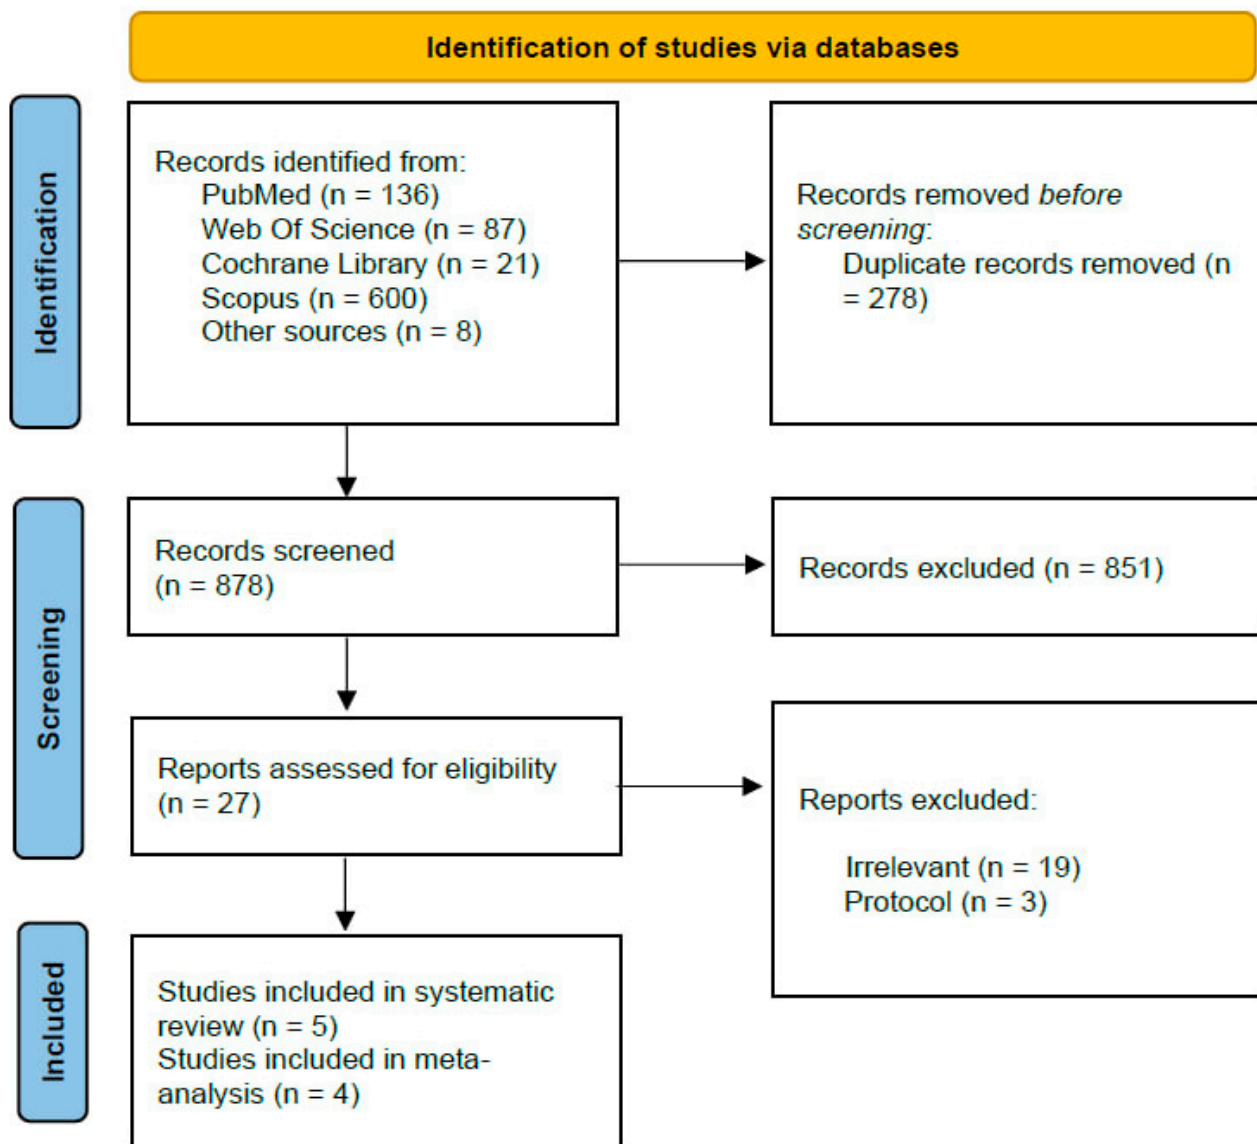 Identification of studies via databases
Identification
Records identified from:
PubMed (n = 136)
Web Of Science (n = 87)
Cochrane Library (n = 21)
Scopus (n = 600)
Other sources (n = 8)
Records removed before
screening:
Duplicate records removed (n
= 278)
Screening
Records screened
(n = 878)
Records excluded (n = 851)
Reports assessed for eligibility
(n = 27)
Reports excluded:
Irrelevant (n = 19)
Protocol (n = 3)
Included
Studies included in systematic
review (n = 5)
Studies included in meta-
analysis (n = 4)